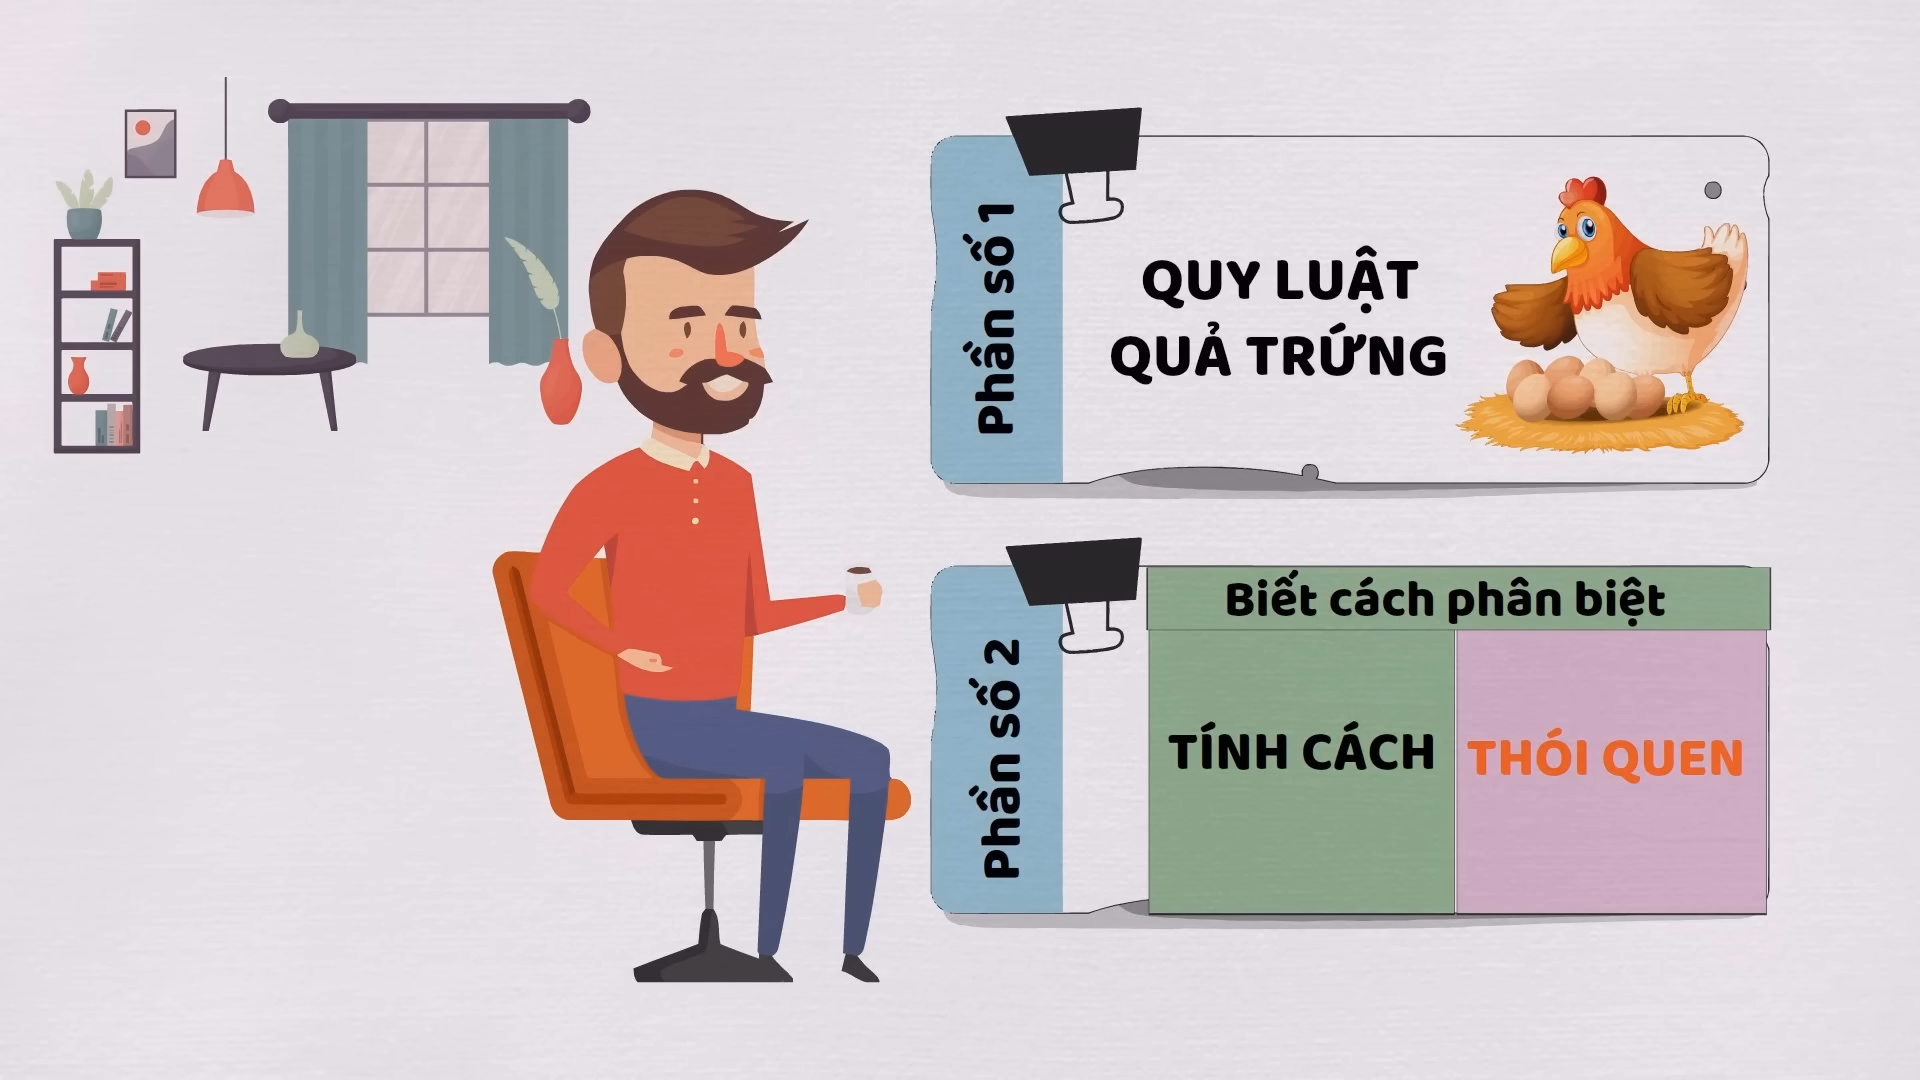 Phần số 1
QUY LUẬT
QUẢ TRỨNG
Phần số 2
Biết cách phân biệt
TÍNH CÁCH
THÓI QUEN